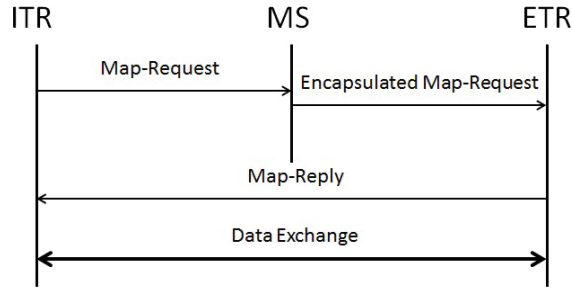 ITR MS ETR
Map-Request
Encapsulated Map-Request
Map-Reply
Data Exchange